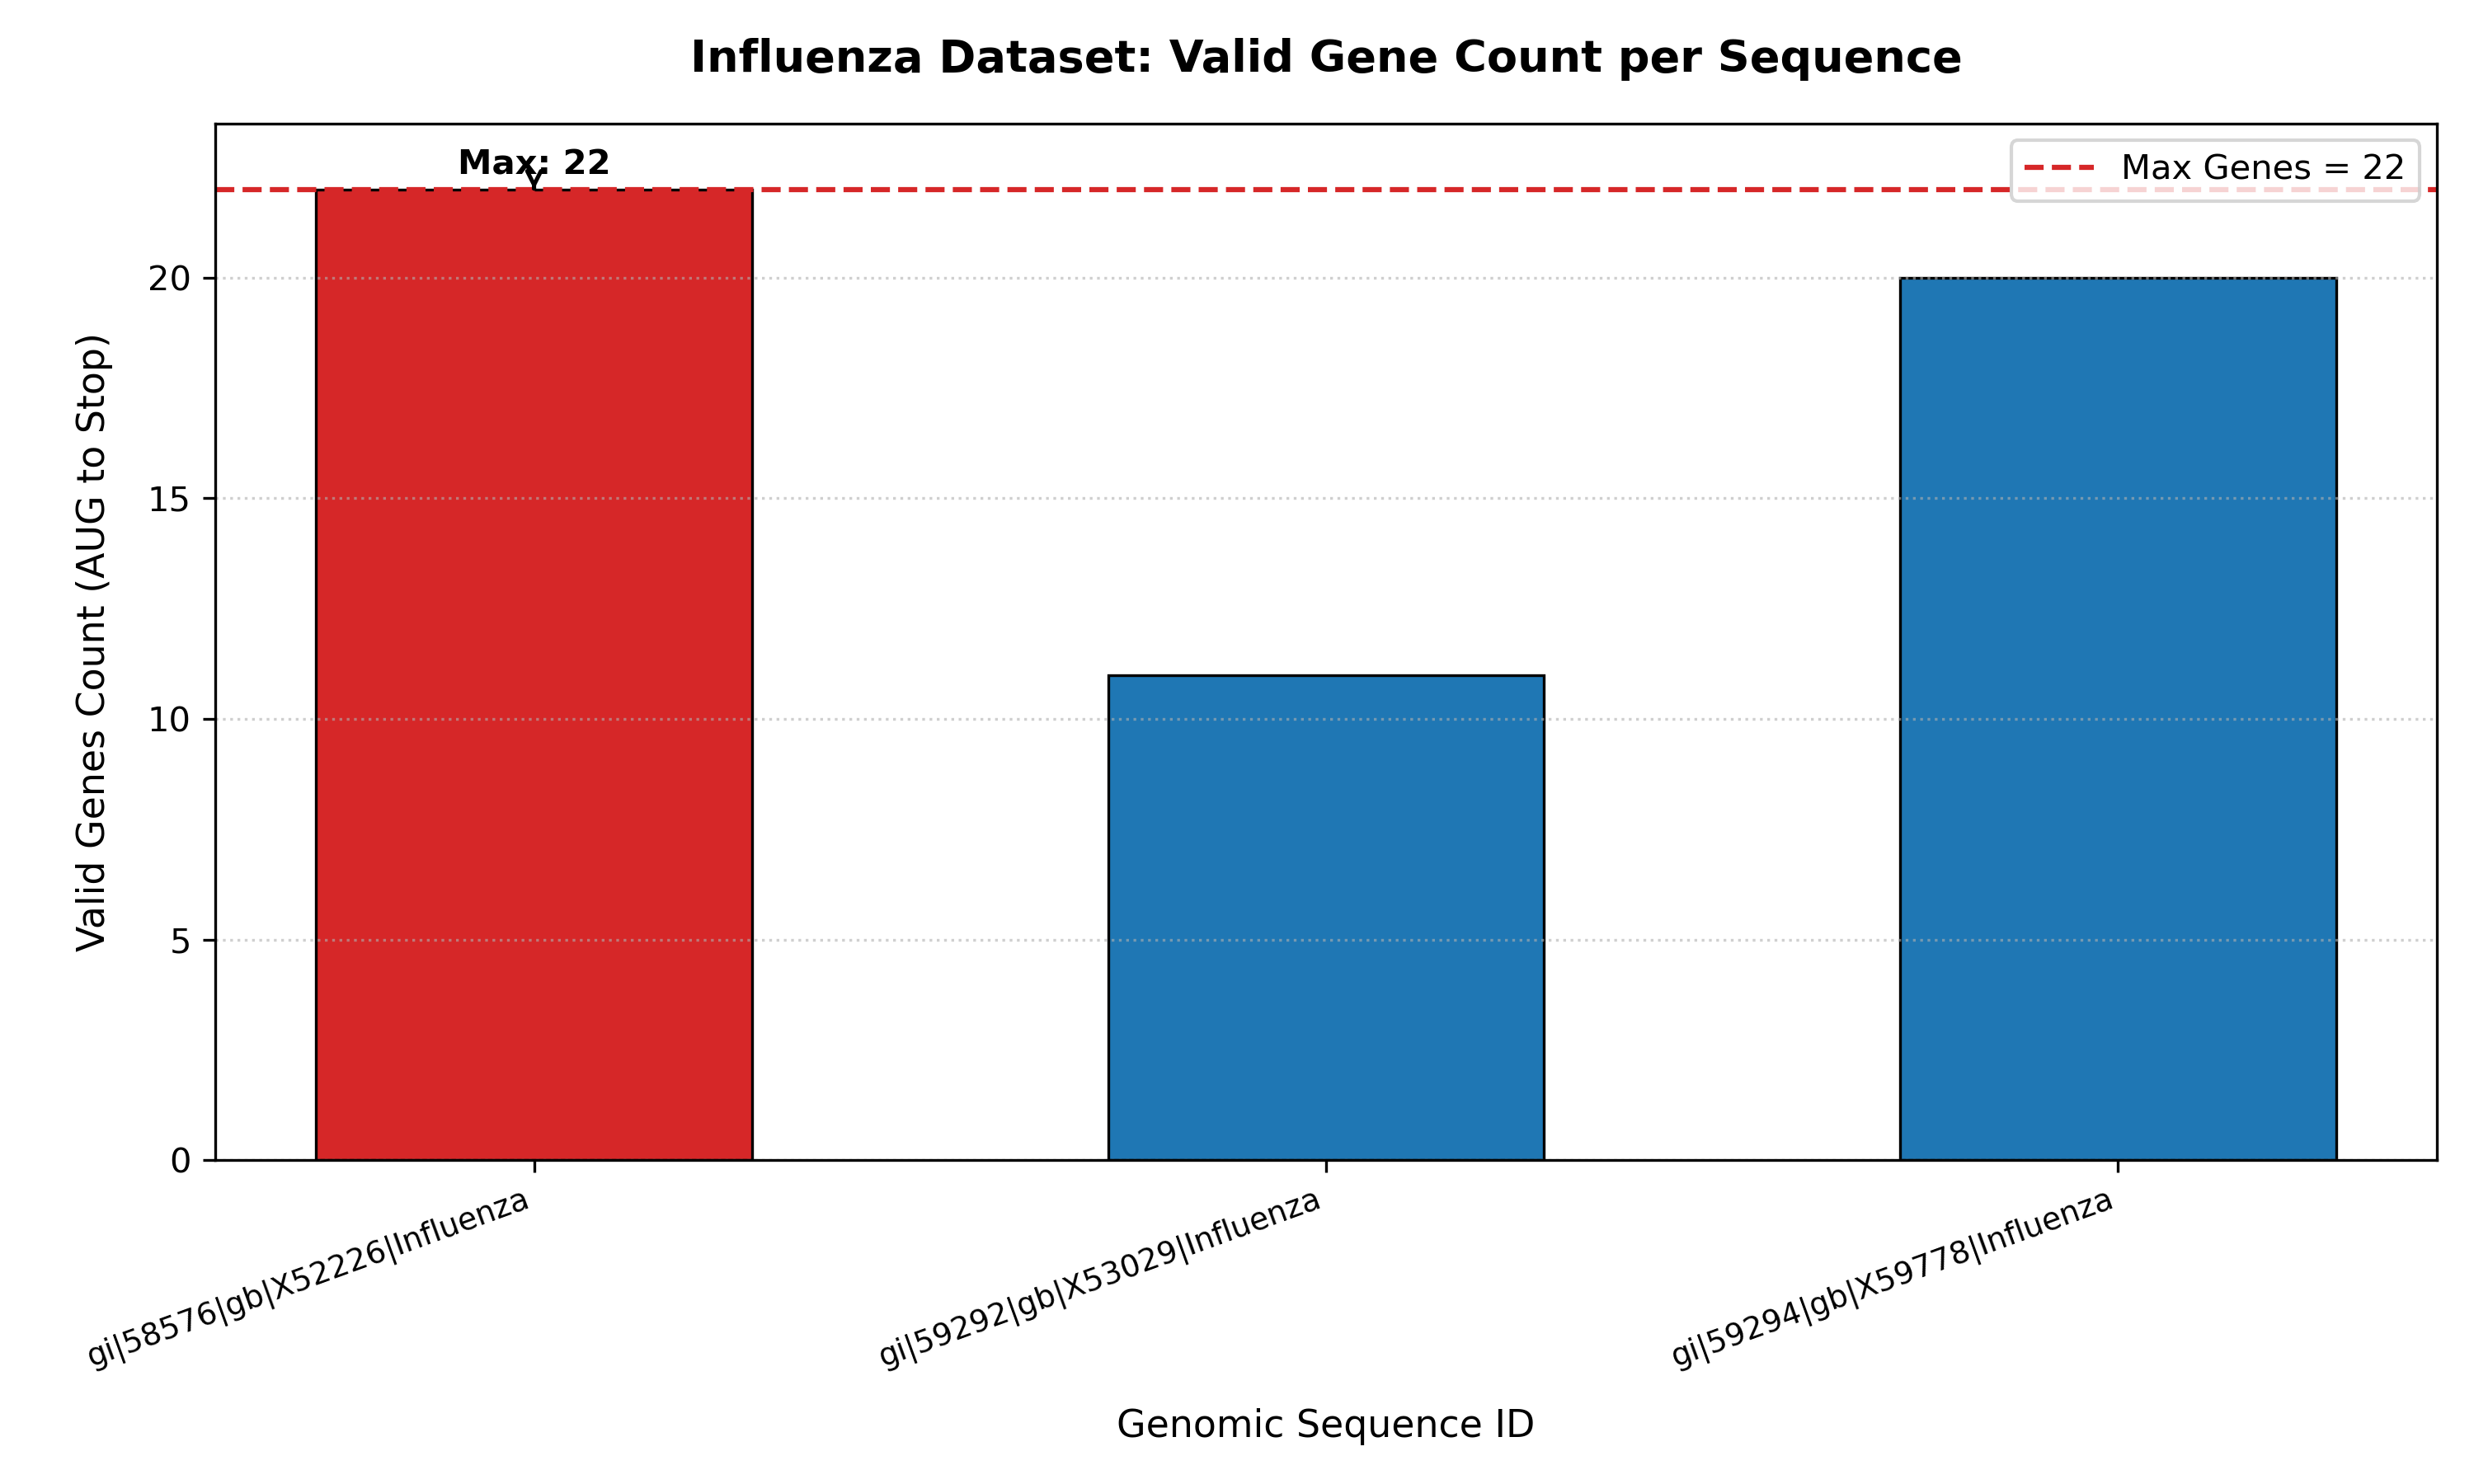 Influenza Dataset: Valid Gene Count per Sequence
Max: 22
Max Genes = 22
Valid Genes Count (AUG to Stop)
20
15
10
5
0
gi|58576|gb|X52226|Influenza
gi|59292|gb|X53029|Influenza
gi|59294|gb|X59778|Influenza
Genomic Sequence ID